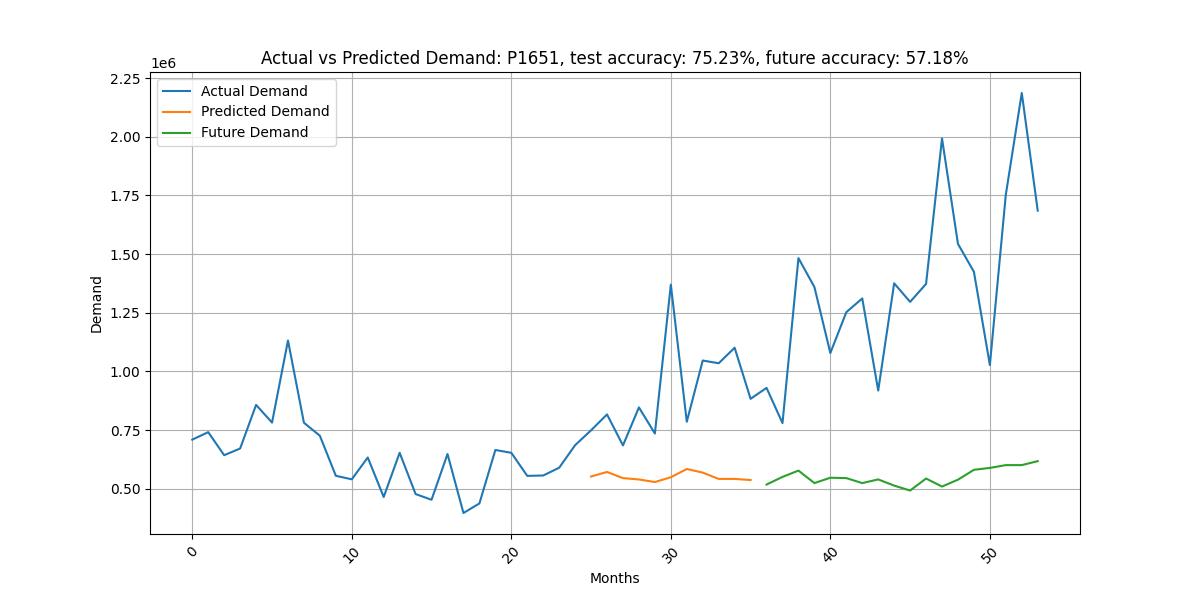 Actual vs Predicted Demand: P1651, test accuracy: 75.23%, future accuracy: 57.18%
1e6
2.25
2.00
1.75
1.50
1.25
1.00
0.75
0.50
Demand
Actual Demand
Predicted Demand
Future Demand
0 10 20 30 40 50
Months